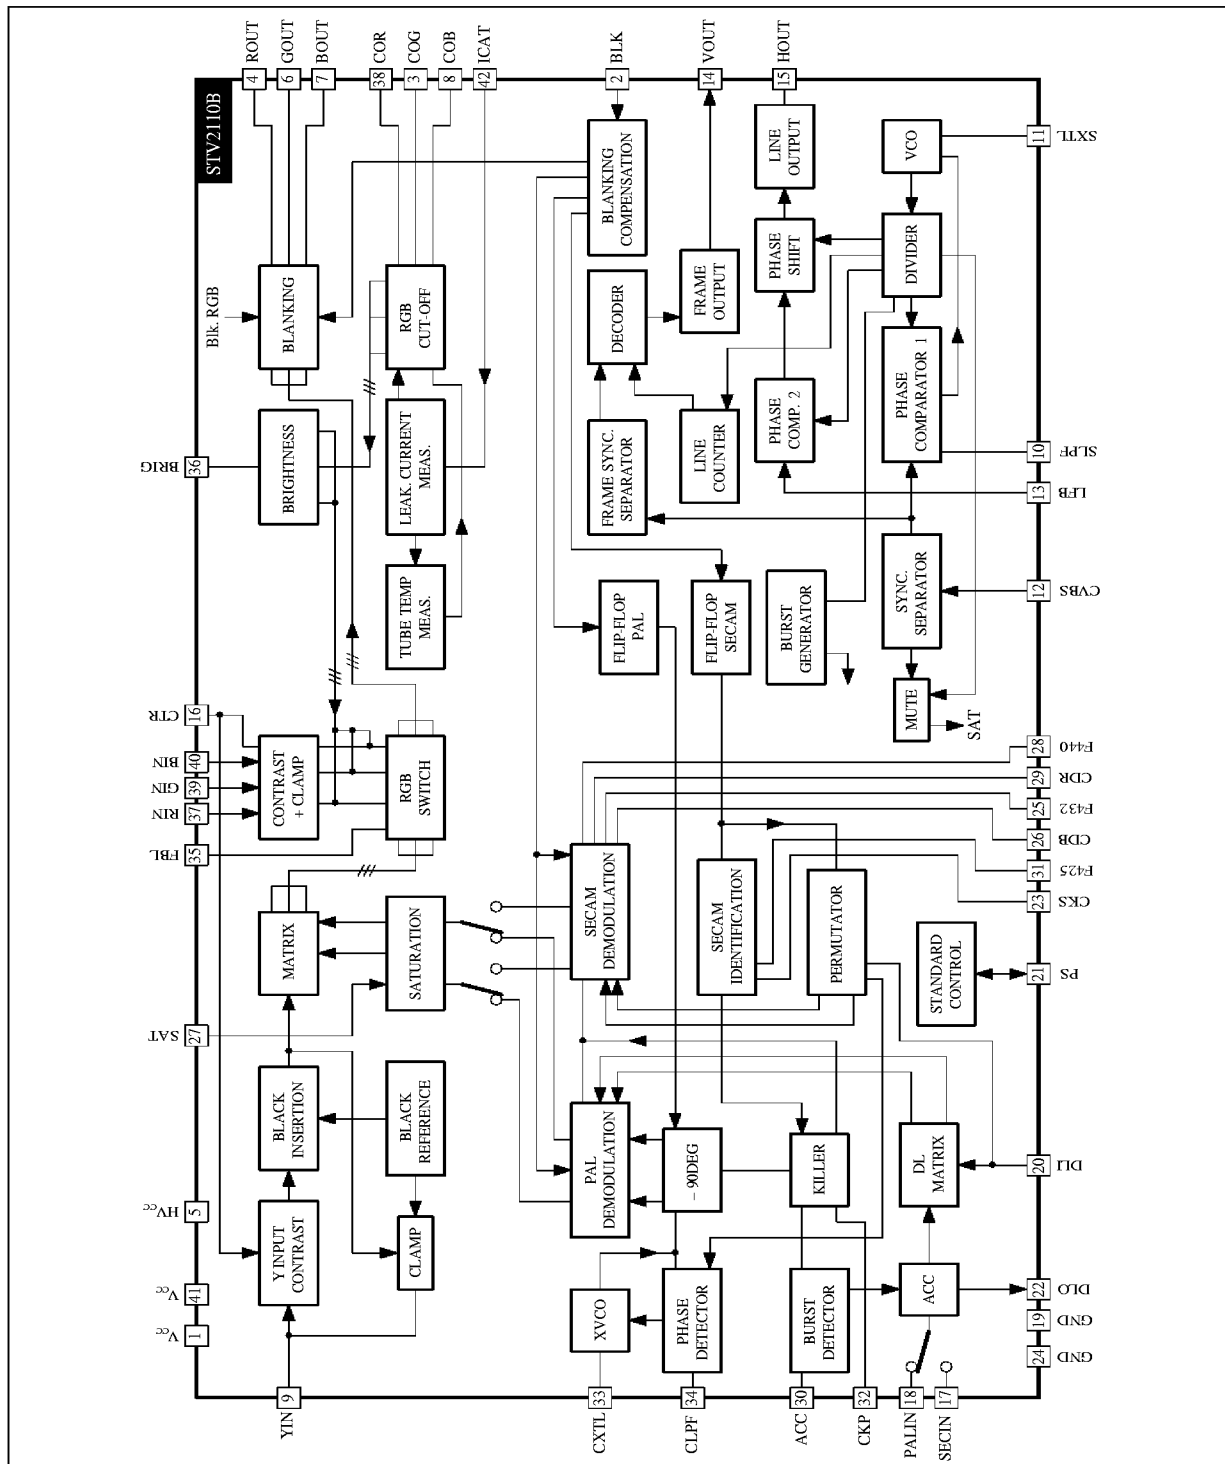 STV2110B
4 ROUT
6 GOUT
7 BOUT
38 COR
3 COG
8 COB
42 ICAT
2 BLK
14 VOUT
15 HOUT
Blk. RGB
BLANKING
RGB
CUT-OFF
BLANKING
COMPENSATION
DECODER
FRAME
OUTPUT
LINE
OUTPUT
PHASE
SHIFT
VCO
DIVIDER
11 SXTL
36 BRIG
BRIGHTNESS
LEAK. CURRENT
MEAS.
TUBE TEMP
MEAS.
FRAME SYNC.
SEPARATOR
LINE
COUNTER
PHASE
COMP. 2
PHASE
COMPARATOR 1
10 SLPF
13 LFB
FLIP-FLOP
PAL
FLIP-FLOP
SECAM
BURST
GENERATOR
SYNC.
SEPARATOR
12 CVBS
MUTE
SAT
16 CTR
40 BIN
39 GIN
37 RIN
35 FBL
CONTRAST
+ CLAMP
RGB
SWITCH
28 F440
29 CDR
25 F432
26 CDB
31 F425
23 CKS
MATRIX
SATURATION
SECAM
DEMODULATION
SECAM
IDENTIFICATION
PERMUTATOR
STANDARD
CONTROL
21 PS
27 SAT
BLACK
INSERTION
BLACK
REFERENCE
PAL
DEMODULATION
– 90DEG
KILLER
DL
MATRIX
20 DLI
5 HVCC
41 VCC
1 VCC
Y INPUT
CONTRAST
CLAMP
XVCO
PHASE
DETECTOR
BURST
DETECTOR
ACC
22 DLO
19 GND
24 GND
YIN 9
CXTL 33
CLPF 34
ACC 30
CKP 32
PALIN 18
SECIN 17